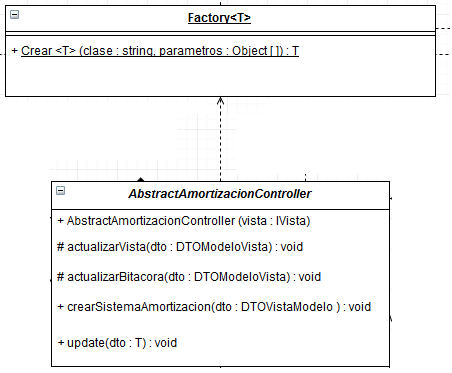 Factory<T>
+ Crear <T> (clase : string, parametros : Object [ ]) : T
AbstractAmortizacionController
+ AbstractAmortizacionController (vista : IVista)
# actualizarVista(dto : DTOModeloVista) : void
# actualizarBitacora(dto : DTOModeloVista) : void
+ crearSistemaAmortizacion(dto : DTOVistaModelo ) : void
+ update(dto : T) : void